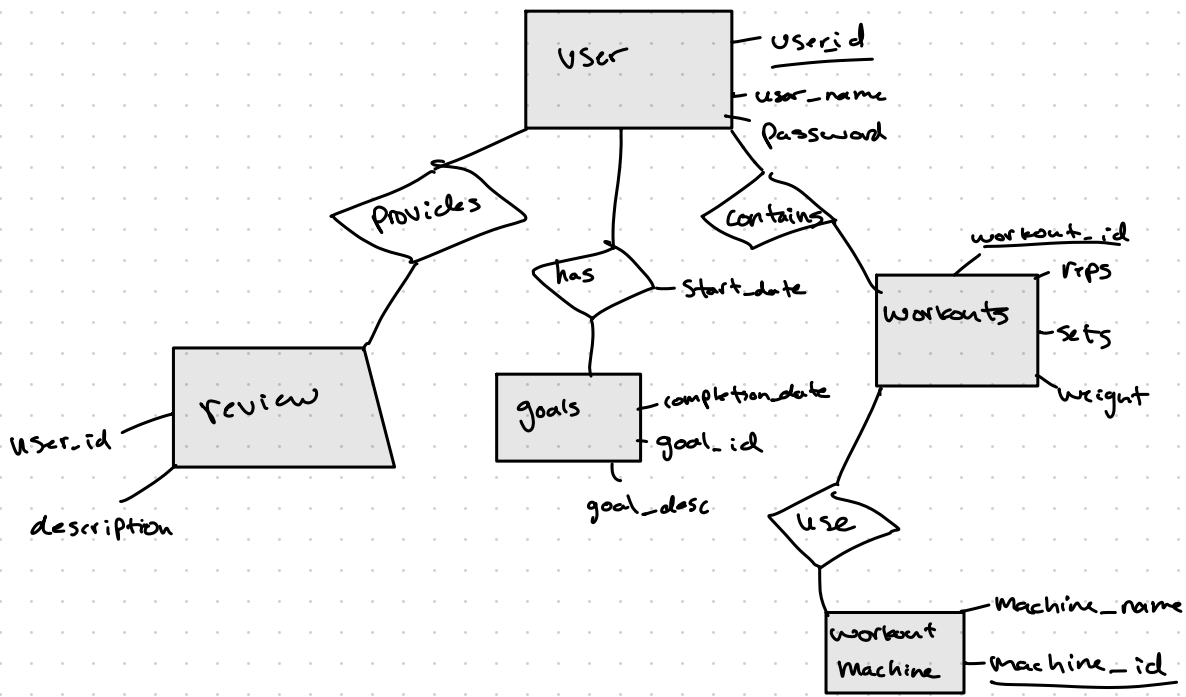 user
user_id
user_name
password
provides
contains
has
start_date
workout_id
reps
workouts
sets
weight
review
user_id
description
goals
completion_date
goal_id
goal_desc
use
workout
machine
machine_name
machine_id